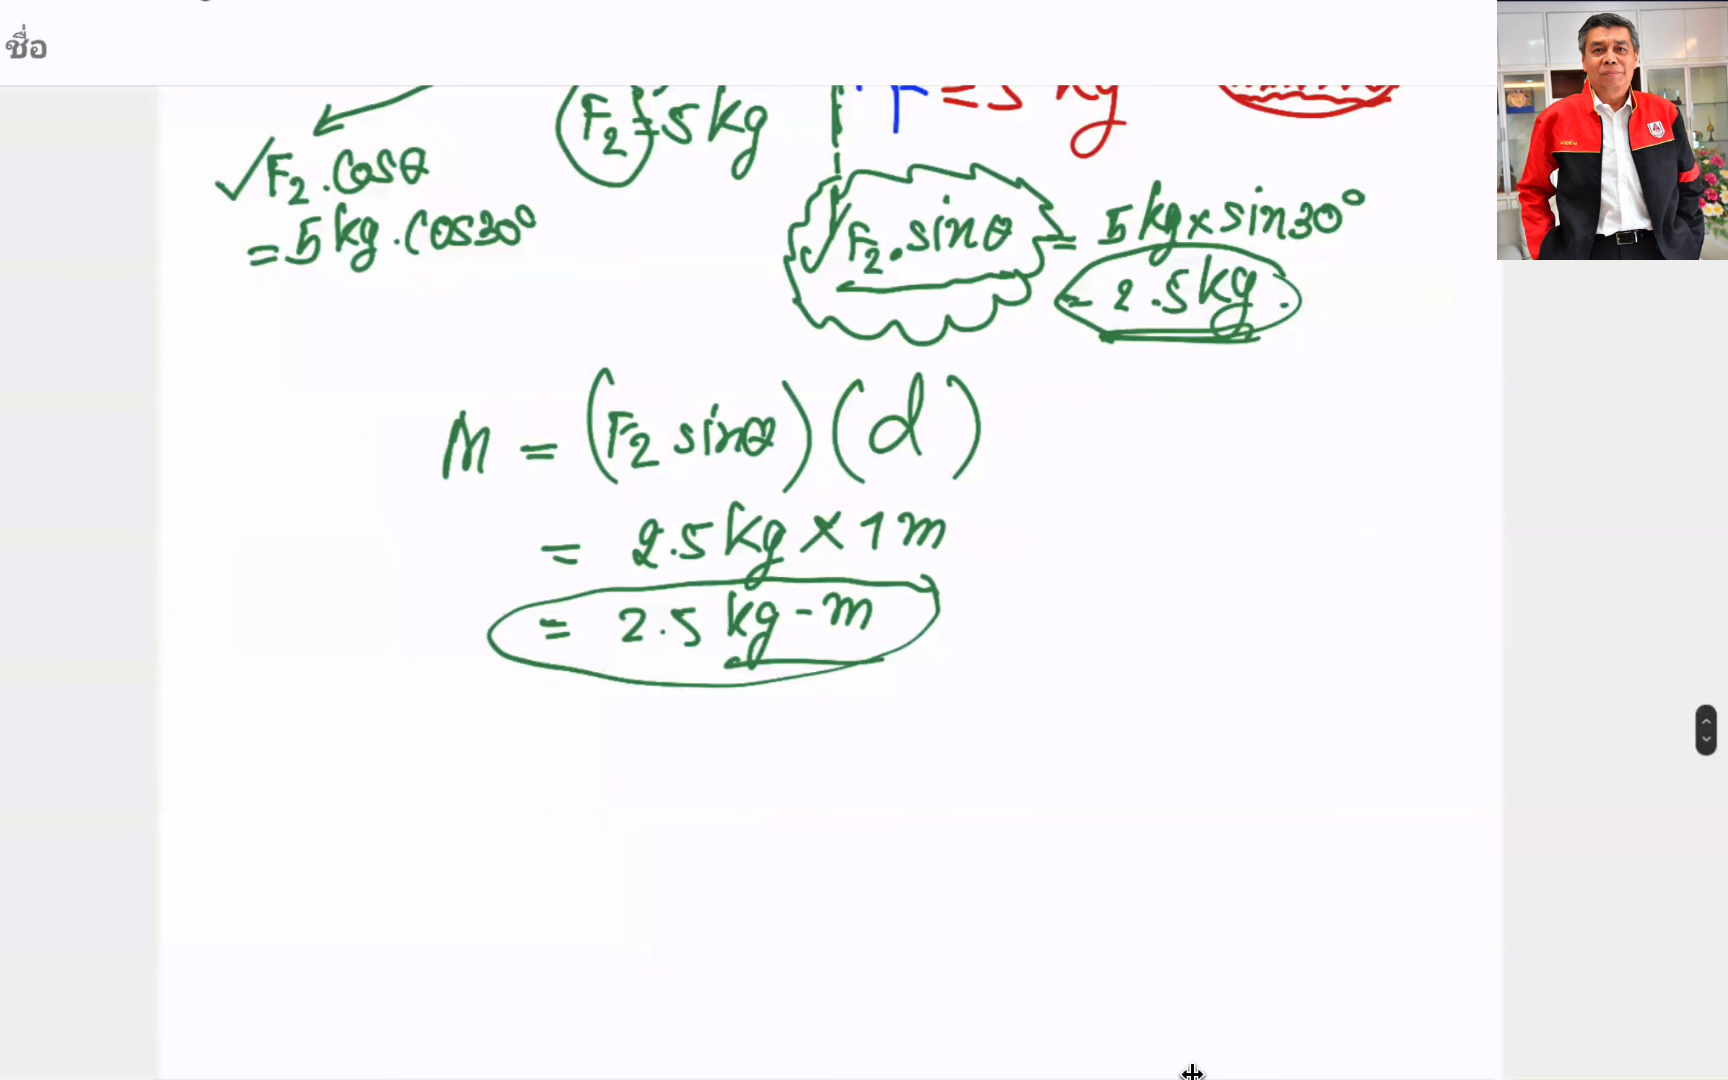 ชื่อ
F₂ = 5 kg
F = 5 kg
✓F₂.cosθ
= 5 kg.cos30°
✓F₂.sinθ = 5 kg × sin30°
= 2.5 kg.
M = (F₂ sinθ)(d)
= 2.5 kg × 1 m
= 2.5 kg-m